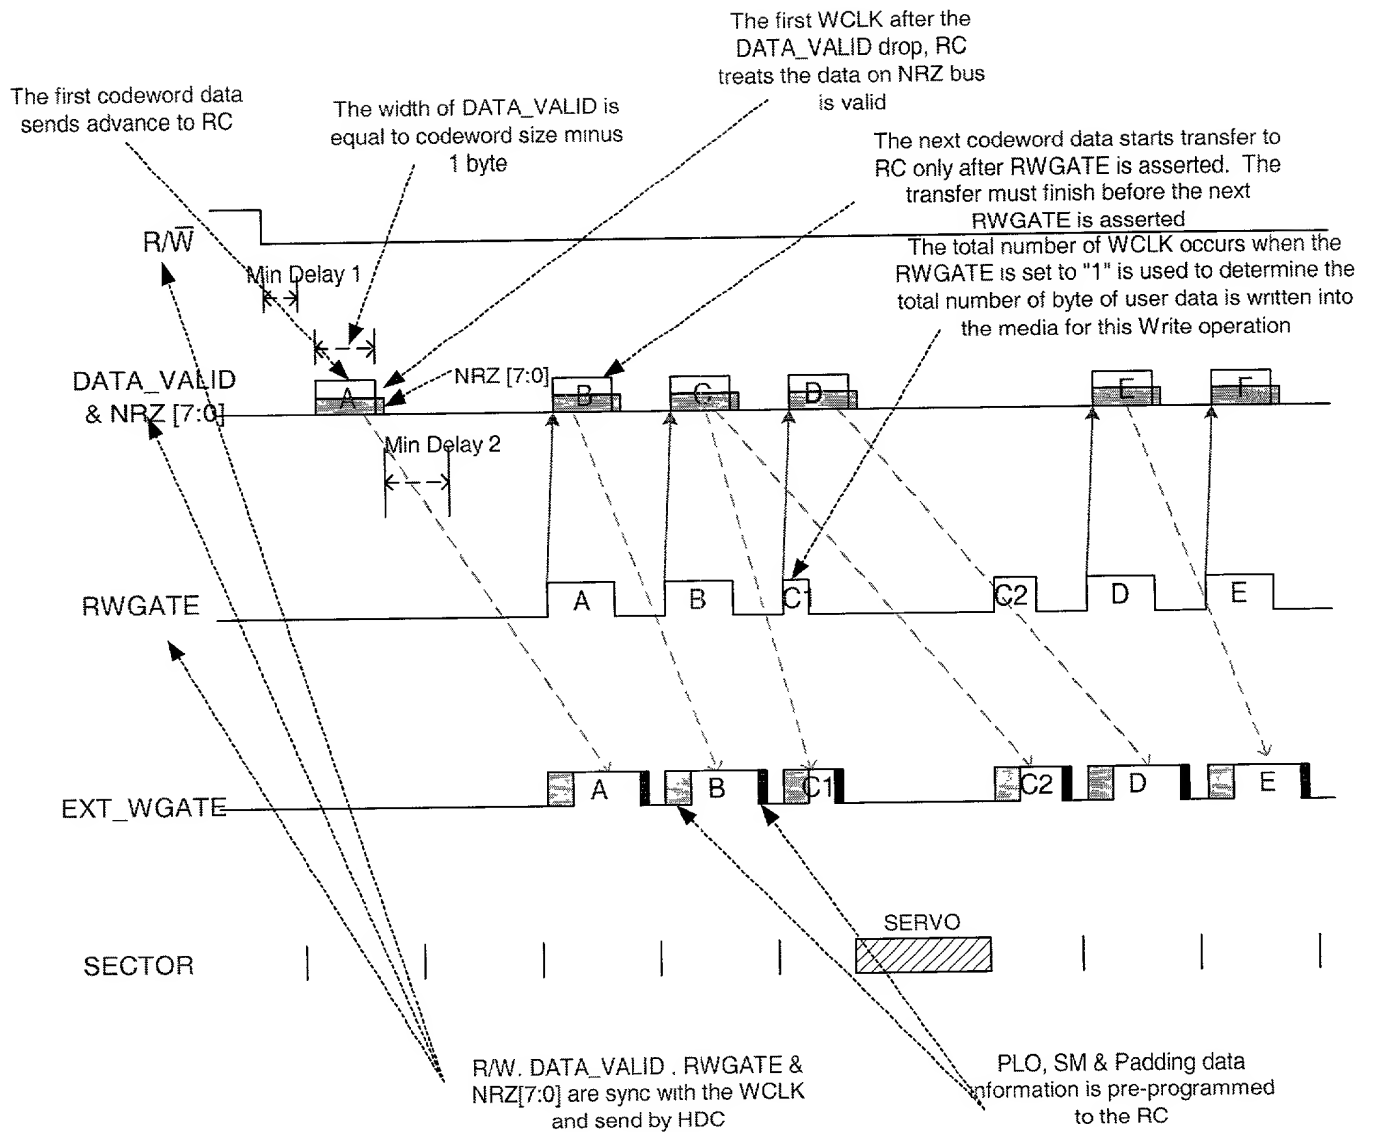 The first WCLK after the
DATA_VALID drop, RC
treats the data on NRZ bus
is valid
The first codeword data
sends advance to RC
The width of DATA_VALID is
equal to codeword size minus
1 byte
The next codeword data starts transfer to
RC only after RWGATE is asserted. The
transfer must finish before the next
RWGATE is asserted
The total number of WCLK occurs when the
RWGATE is set to "1" is used to determine the
total number of byte of user data is written into
the media for this Write operation
R/W̅
Min Delay 1
DATA_VALID
& NRZ [7:0]
A
NRZ [7:0]
B
C
D
E
F
Min Delay 2
RWGATE
A
B
C1
C2
D
E
EXT_WGATE
A
B
C1
C2
D
E
SERVO
SECTOR
R/W. DATA_VALID . RWGATE &
NRZ[7:0] are sync with the WCLK
and send by HDC
PLO, SM & Padding data
information is pre-programmed
to the RC